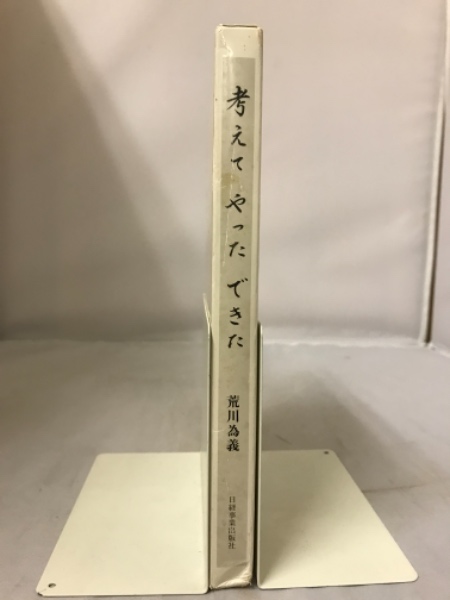 考えて やった できた
荒川為義
日経事業出版社